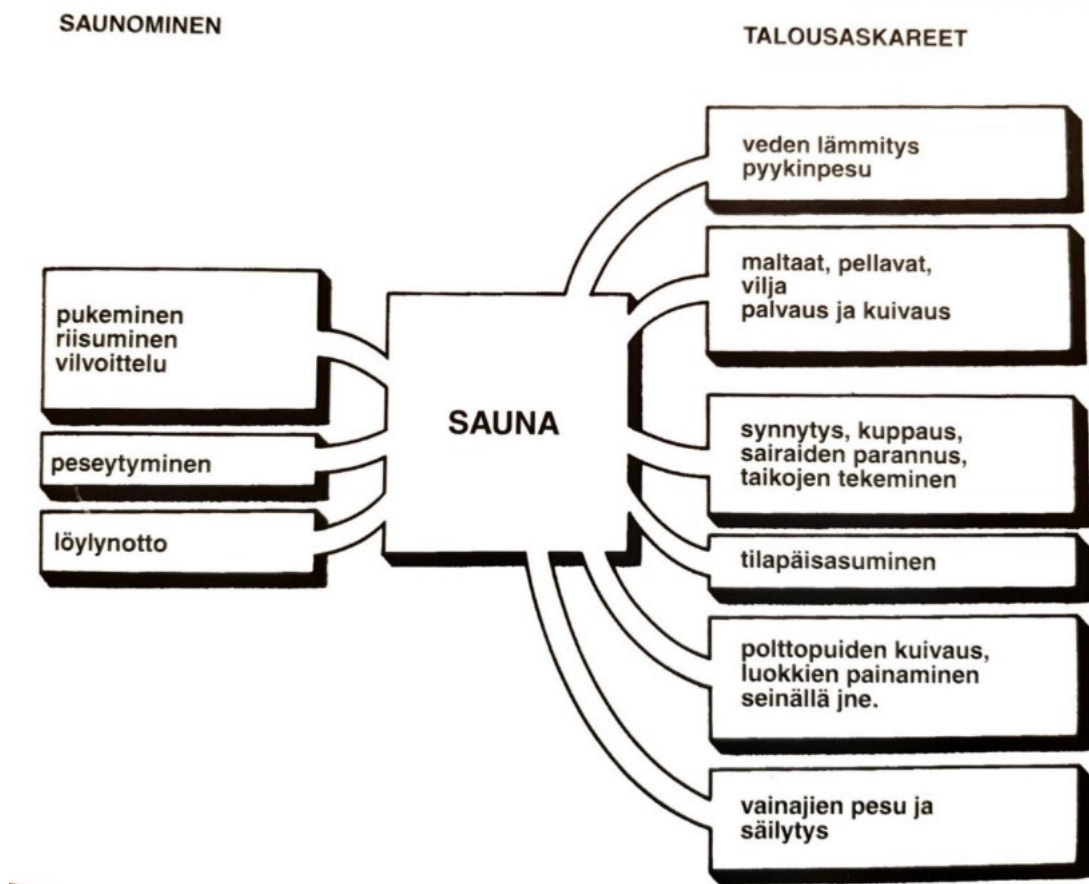 SAUNOMINEN
TALOUSASKAREET
pukeminen
riisuminen
vilvoittelu
peseytyminen
löylynotto
SAUNA
veden lämmitys
pyykinpesu
maltaat, pellavat,
vilja
palvaus ja kuivaus
synnytys, kuppaus,
sairaiden parannus,
taikojen tekeminen
tilapäisasuminen
polttopuiden kuivaus,
luokkien painaminen
seinällä jne.
vainajien pesu ja
säilytys